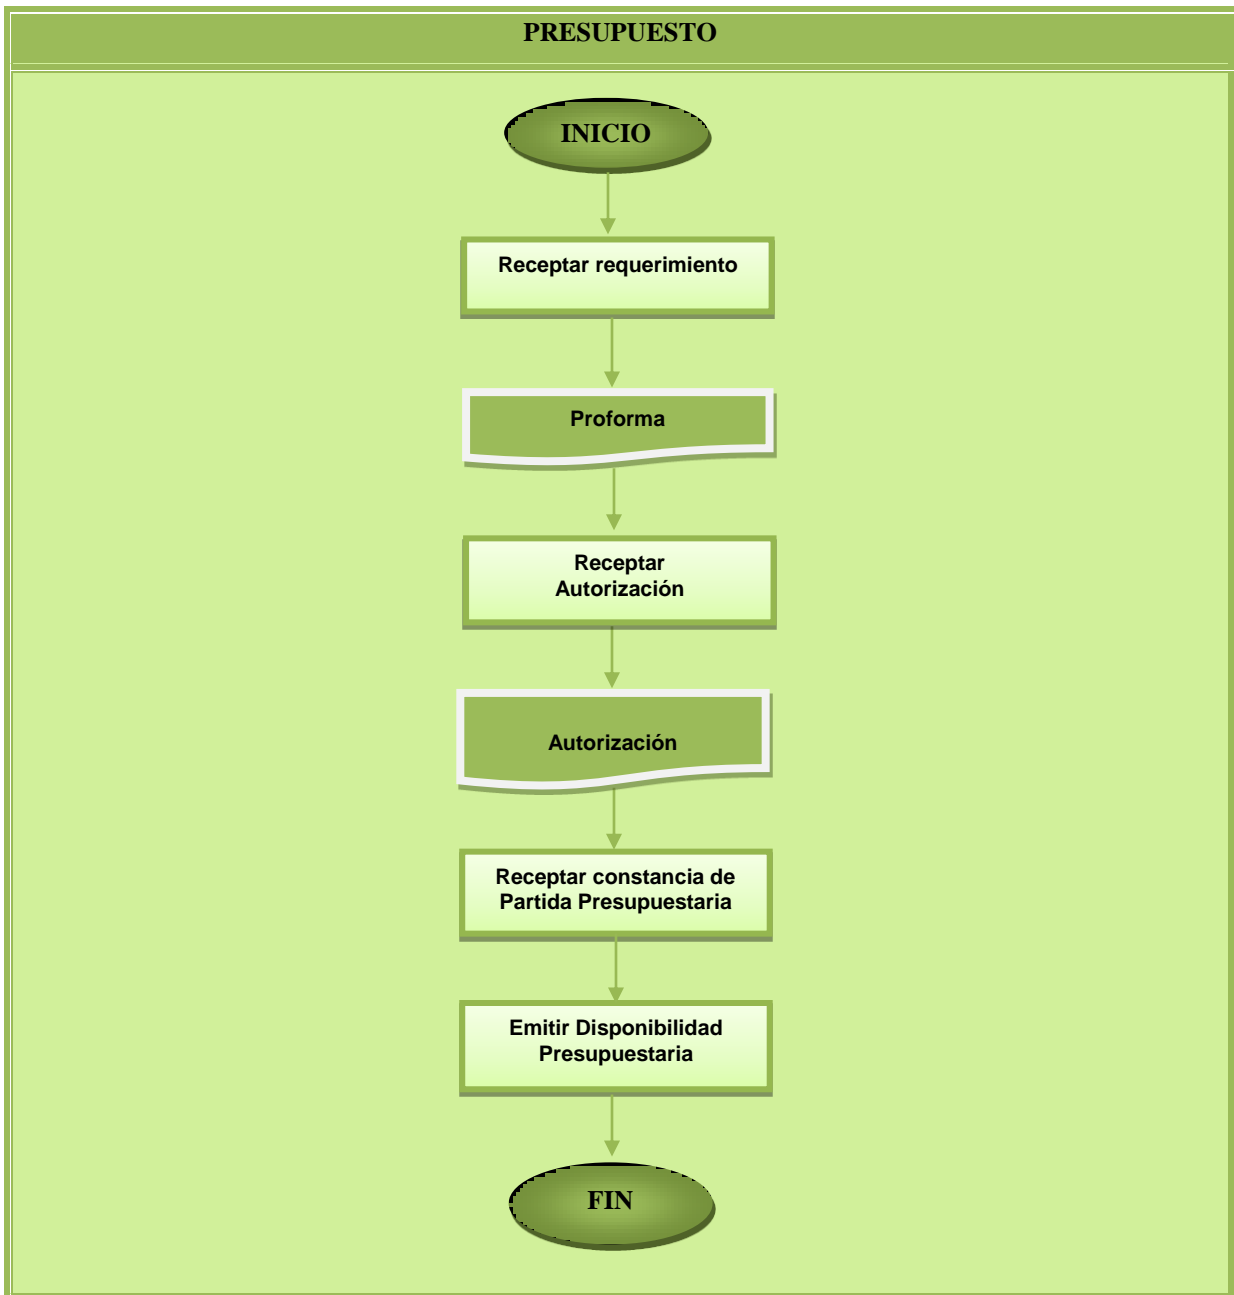 PRESUPUESTO
INICIO
Receptar requerimiento
Proforma
Receptar
Autorización
Autorización
Receptar constancia de
Partida Presupuestaria
Emitir Disponibilidad
Presupuestaria
FIN